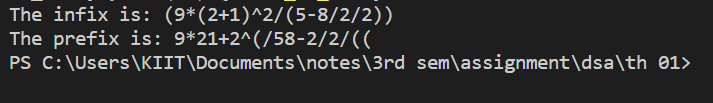 The infix is: (9*(2+1)^2/(5-8/2/2))
The prefix is: 9*21+2^(/58-2/2/((
PS C:\Users\KIIT\Documents\notes\3rd sem\assignment\dsa\th 01>